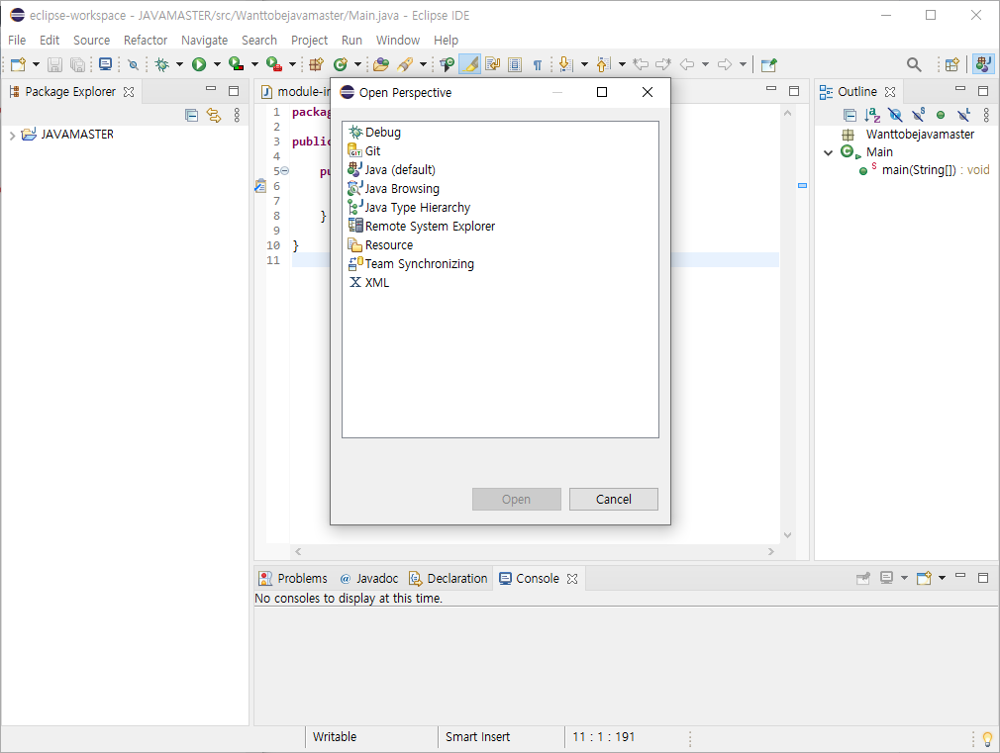 eclipse-workspace - JAVAMASTER/src/Wanttobejavamaster/Main.java - Eclipse IDE
File Edit Source Refactor Navigate Search Project Run Window Help
Package Explorer
JAVAMASTER
module-in
1 packag
2
3 public
4
5 pu
6
7
8 }
9
10 }
11
Open Perspective
Debug
GIT Git
Java (default)
Java Browsing
Java Type Hierarchy
Remote System Explorer
Resource
Team Synchronizing
XML
Open Cancel
Outline
Wanttobejavamaster
Main
main(String[]) : void
Problems @ Javadoc Declaration Console
No consoles to display at this time.
Writable Smart Insert 11 : 1 : 191